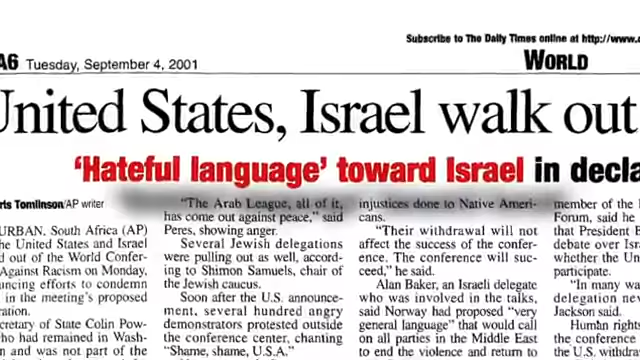 Subscribe to The Daily Times online at http://www.
A6 Tuesday, September 4, 2001
WORLD
United States, Israel walk out
'Hateful language' toward Israel in decla
ris Tomlinson/AP writer
URBAN, South Africa (AP)
he United States and Israel
d out of the World Confer-
Against Racism on Monday,
uncing efforts to condemn
in the meeting's proposed
ration.
cretary of State Colin Pow-
ho had remained in Wash-
n and was not part of the
"The Arab League, all of it,
has come out against peace," said
Peres, showing anger.
Several Jewish delegations
were pulling out as well, accord-
ing to Shimon Samuels, chair of
the Jewish caucus.
Soon after the U.S. announce-
ment, several hundred angry
demonstrators protested outside
the conference center, chanting
"Shame, shame, U.S.A."
injustices done to Native Ameri-
cans.
"Their withdrawal will not
affect the success of the confer-
ence. The conference will suc-
ceed," he said.
Alan Baker, an Israeli delegate
who was involved in the talks,
said Norway had proposed "very
general language" that would call
on all parties in the Middle East
to end the violence and return to
member of the
Forum, said he
that President B
debate over Isr
whether the Un
participate.
"In many wa
delegation nev
Jackson said.
Human rights
the conference
U.S. withd